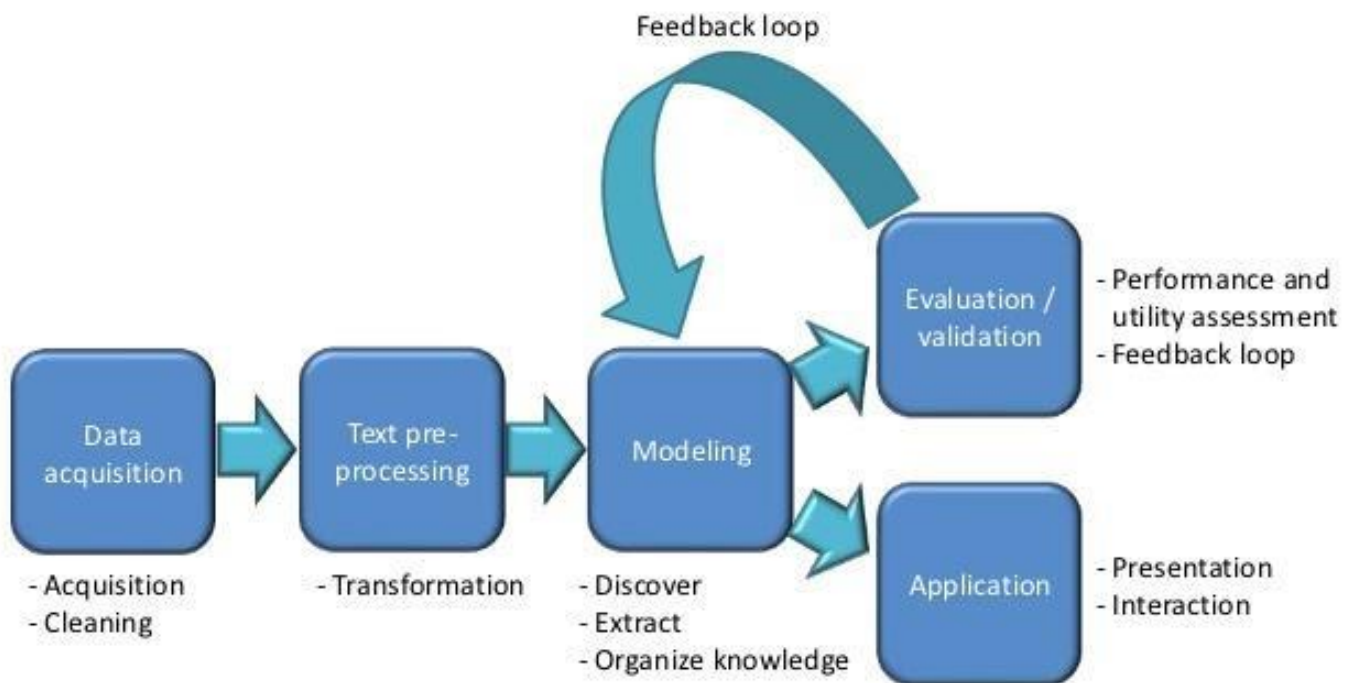 Feedback loop
Evaluation /
validation
- Performance and
utility assessment
- Feedback loop
Data
acquisition
Text pre-
processing
Modeling
- Acquisition
- Cleaning
- Transformation
- Discover
- Extract
- Organize knowledge
Application
- Presentation
- Interaction